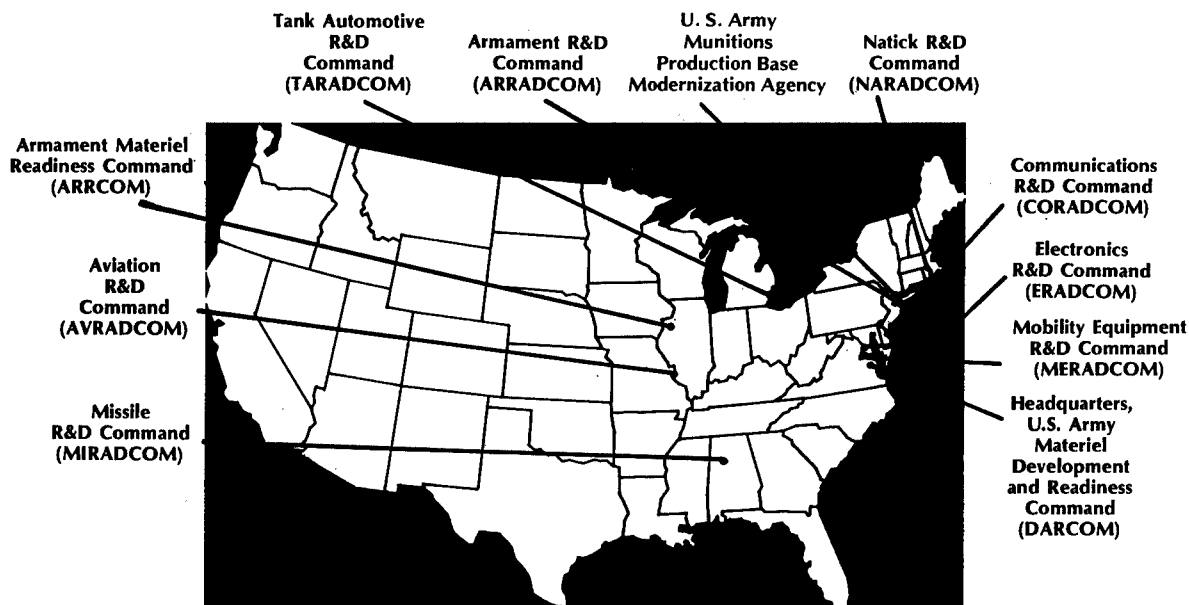 Tank Automotive
R&D
Command
(TARADCOM)
Armament R&D
Command
(ARRADCOM)
U. S. Army
Munitions
Production Base
Modernization Agency
Natick R&D
Command
(NARADCOM)
Armament Materiel
Readiness Command
(ARRCOM)
Aviation
R&D
Command
(AVRADCOM)
Missile
R&D Command
(MIRADCOM)
Communications
R&D Command
(CORADCOM)
Electronics
R&D Command
(ERADCOM)
Mobility Equipment
R&D Command
(MERADCOM)
Headquarters,
U.S. Army
Materiel
Development
and Readiness
Command
(DARCOM)